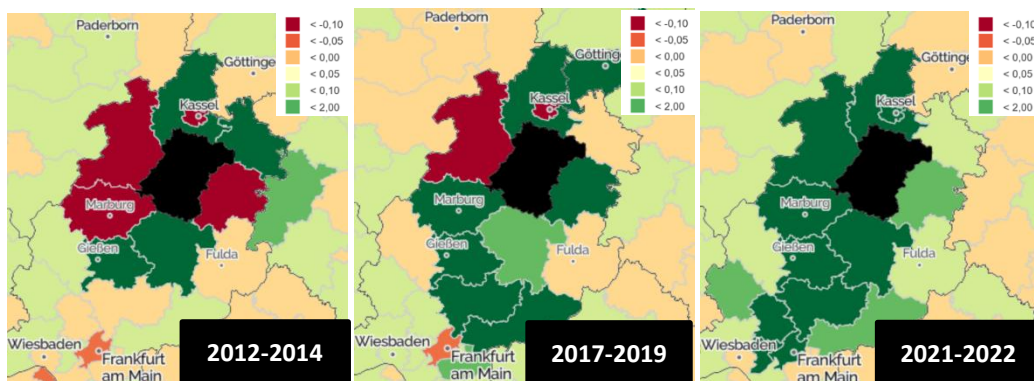 Paderborn
Göttingen
Kassel
Marburg
Gießen
Fulda
Wiesbaden
Frankfurt
am Main
< -0,10
< -0,05
< 0,00
< 0,05
< 0,10
< 2,00
2012-2014
Paderborn
Göttinge
Kassel
Marburg
Gießen
Fulda
Wiesbaden
Frankfurt
am Main
< -0,10
< -0,05
< 0,00
< 0,05
< 0,10
< 2,00
2017-2019
Paderborn
Göttingen
Kassel
Marburg
Gießen
Fulda
Wiesbaden
Frankfurt
am Main
< -0,10
< -0,05
< 0,00
< 0,05
< 0,10
< 2,00
2021-2022